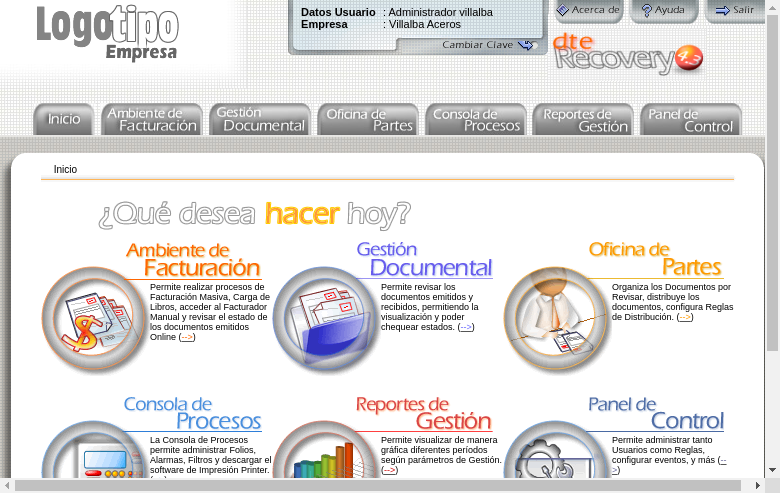 Logotipo
Empresa
Datos Usuario : Administrador villalba
Empresa : Villalba Aceros
Cambiar Clave
Acerca de
Ayuda
Salir
dte
Recovery 4.3
Inicio
Ambiente de
Facturación
Gestión
Documental
Oficina de
Partes
Consola de
Procesos
Reportes de
Gestión
Panel de
Control
Inicio
¿Qué desea hacer hoy?
Ambiente de
Facturación
Permite realizar procesos de
Facturación Masiva, Carga de
Libros, acceder al Facturador
Manual y revisar el estado de
los documentos emitidos
Online (-->)
Gestión
Documental
Permite revisar los
documentos emitidos y
recibidos, permitiendo la
visualización y poder
chequear estados. (-->)
Oficina de
Partes
Organiza los Documentos por
Revisar, distribuye los
documentos, configura Reglas
de Distribución. (-->)
Consola de
Procesos
La Consola de Procesos
permite administrar Folios,
Alarmas, Filtros y descargar el
software de Impresión Printer.
Reportes de
Gestión
Permite visualizar de manera
gráfica diferentes períodos
según parámetros de Gestión.
(-->)
Panel de
Control
Permite administrar tanto
Usuarios como Reglas,
configurar eventos, y más (--
>)